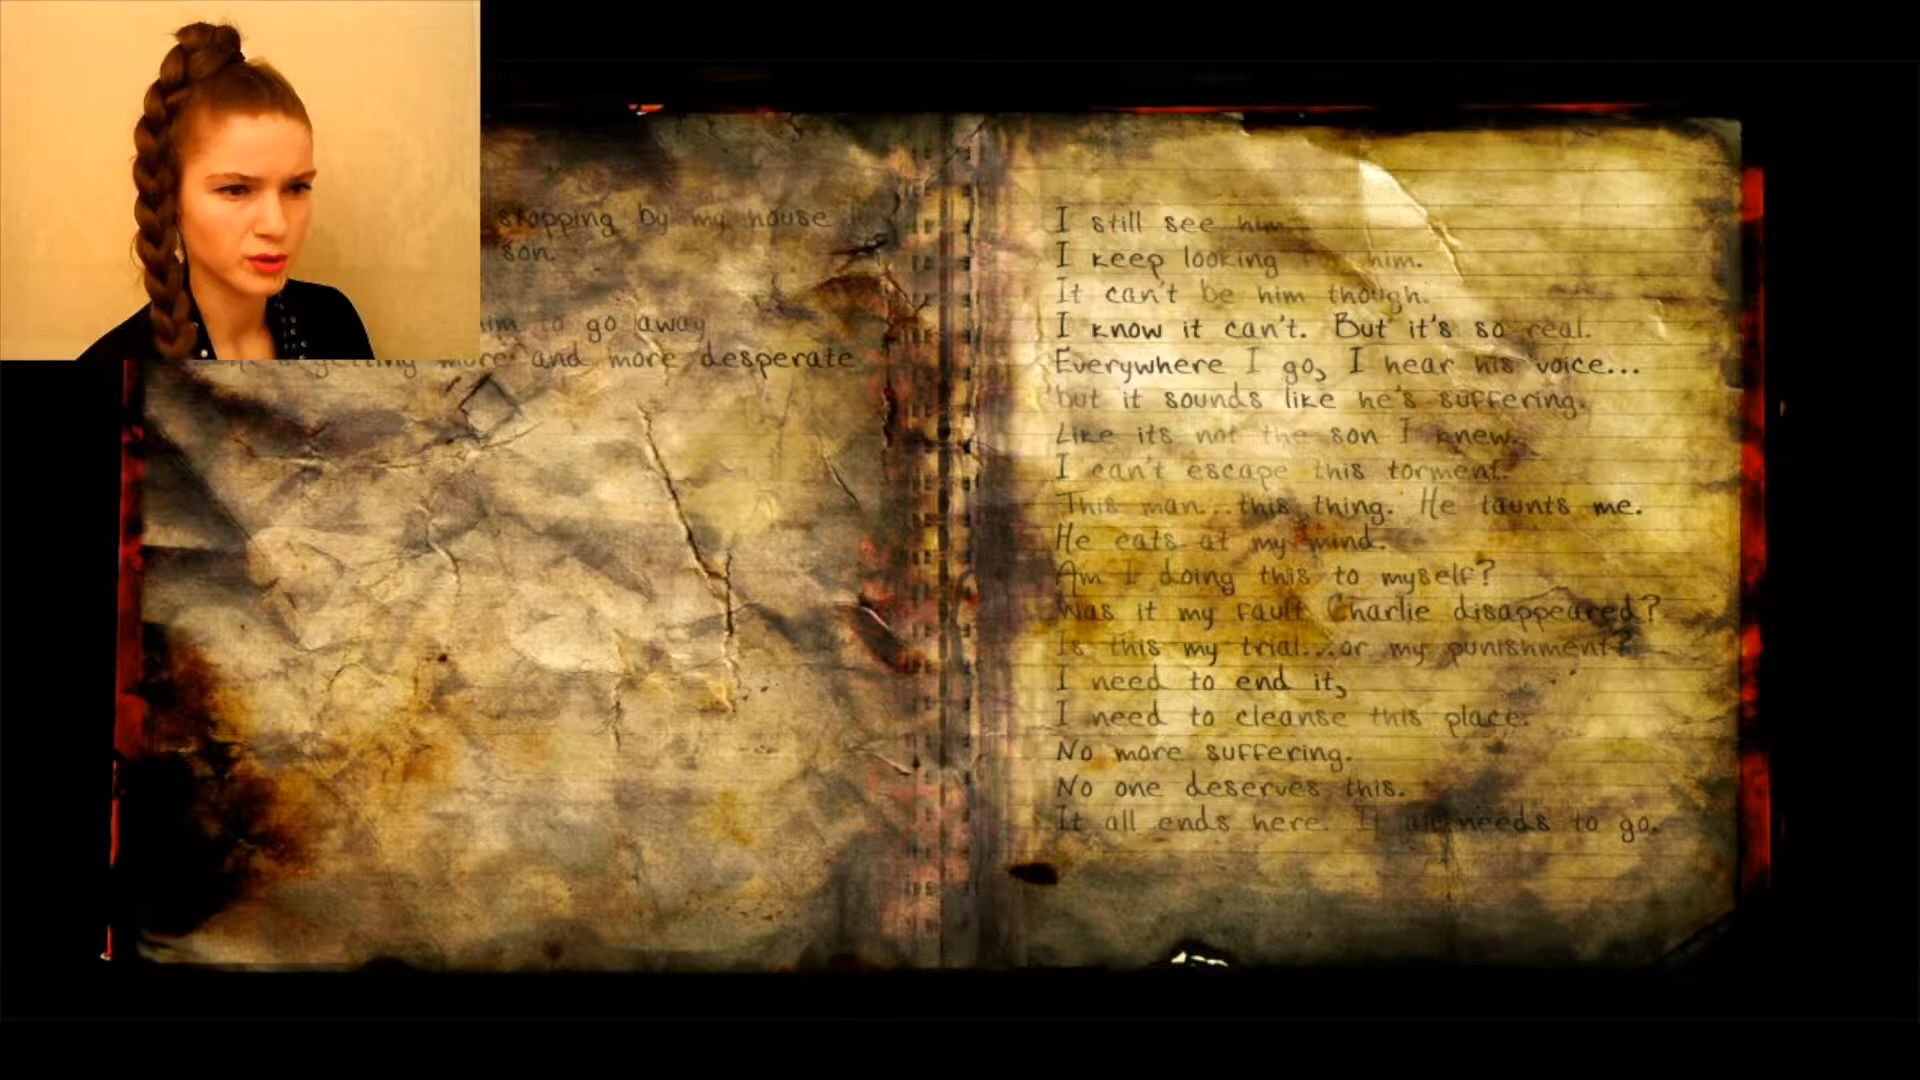 stopping by my house
son.
him to go away
getting more and more desperate
I still see him.
I keep looking for him.
It can't be him though.
I know it can't. But it's so real.
Everywhere I go, I hear his voice...
but it sounds like he's suffering.
Like its not the son I knew.
I can't escape this torment.
This man...this thing. He taunts me.
He eats at my mind.
Am I doing this to myself?
Was it my fault Charlie disappeared?
Is this my trial...or my punishment?
I need to end it,
I need to cleanse this place.
No more suffering.
No one deserves this.
It all ends here. It all needs to go.